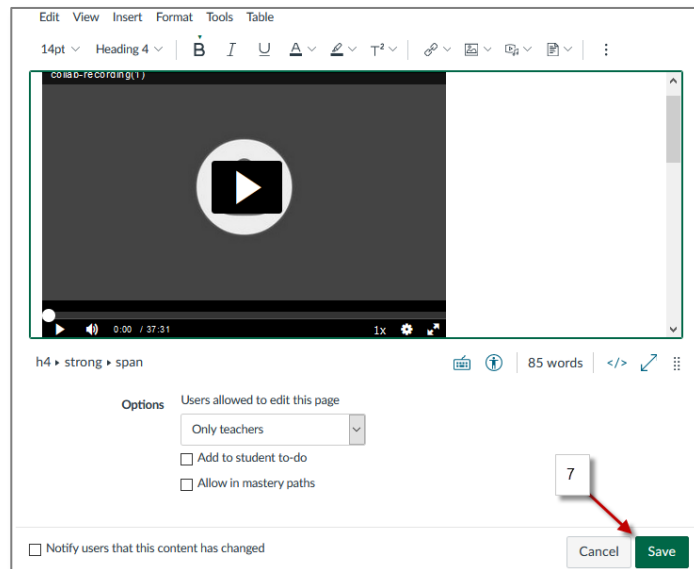 Edit View Insert Format Tools Table
14pt Heading 4 B I U A T²
collab-recording(1)
0:00 / 37:31 1x
h4 ▸ strong ▸ span 85 words </>
Options Users allowed to edit this page
Only teachers
Add to student to-do
Allow in mastery paths
7
Notify users that this content has changed Cancel Save